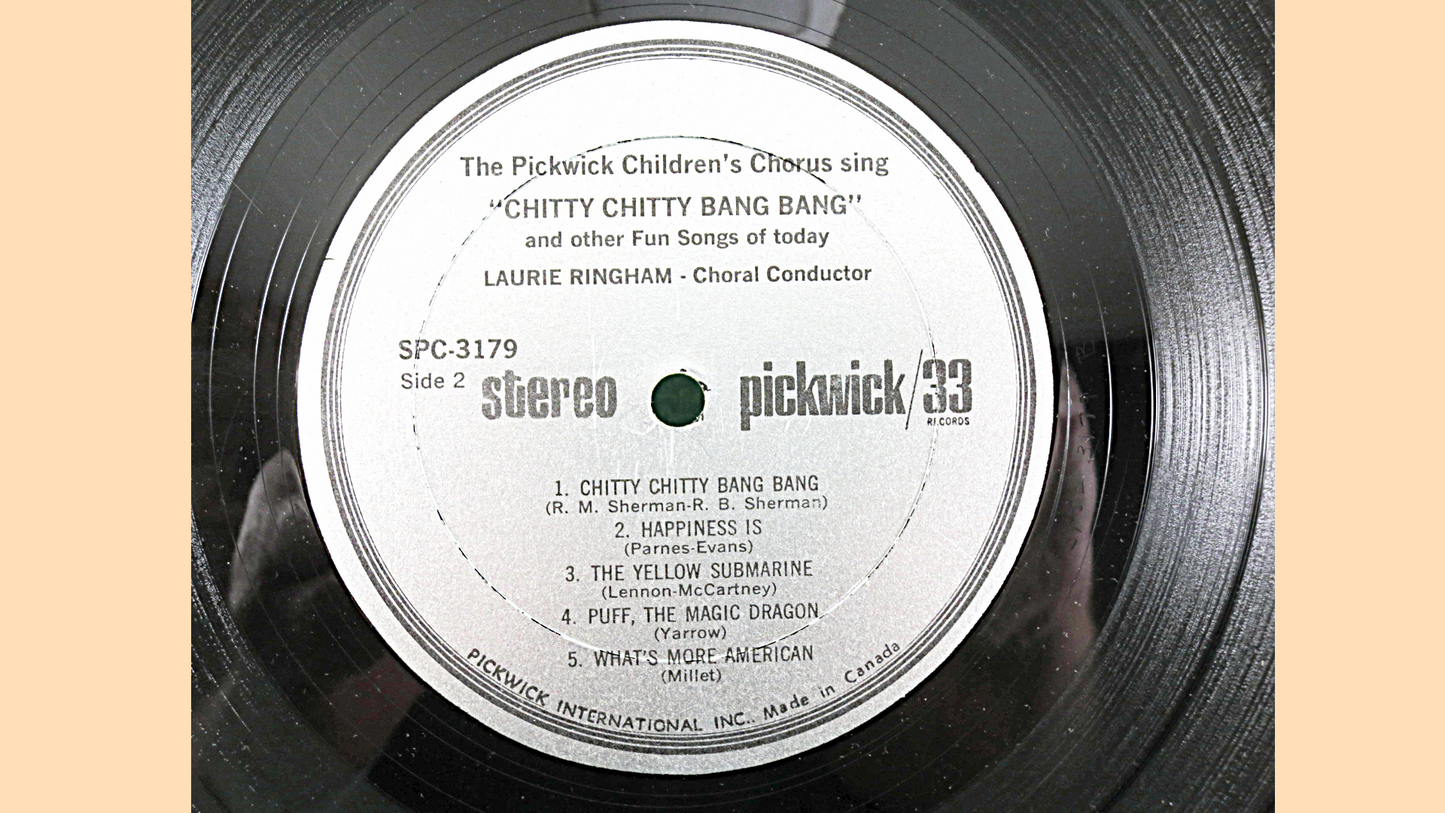 The Pickwick Children's Chorus sing
"CHITTY CHITTY BANG BANG"
and other Fun Songs of today
LAURIE RINGHAM - Choral Conductor
SPC-3179
Side 2
stereo
pickwick/33
RECORDS
1. CHITTY CHITTY BANG BANG
(R. M. Sherman-R. B. Sherman)
2. HAPPINESS IS
(Parnes-Evans)
3. THE YELLOW SUBMARINE
(Lennon-McCartney)
4. PUFF, THE MAGIC DRAGON
(Yarrow)
5. WHAT'S MORE AMERICAN
(Millet)
PICKWICK INTERNATIONAL INC.. Made in Canada